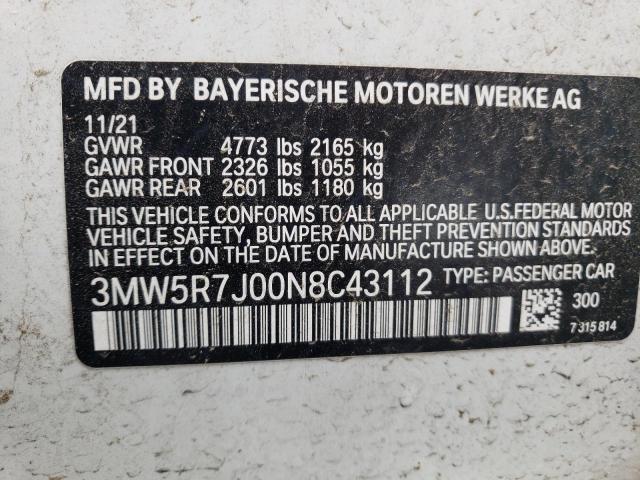 MFD BY BAYERISCHE MOTOREN WERKE AG
11/21
GVWR 4773 lbs 2165 kg
GAWR FRONT 2326 lbs 1055 kg
GAWR REAR 2601 lbs 1180 kg
THIS VEHICLE CONFORMS TO ALL APPLICABLE U.S.FEDERAL MOTOR
VEHICLE SAFETY, BUMPER AND THEFT PREVENTION STANDARDS
IN EFFECT ON THE DATE OF MANUFACTURE SHOWN ABOVE.
3MW5R7J00N8C43112 TYPE: PASSENGER CAR
300
7 315 814